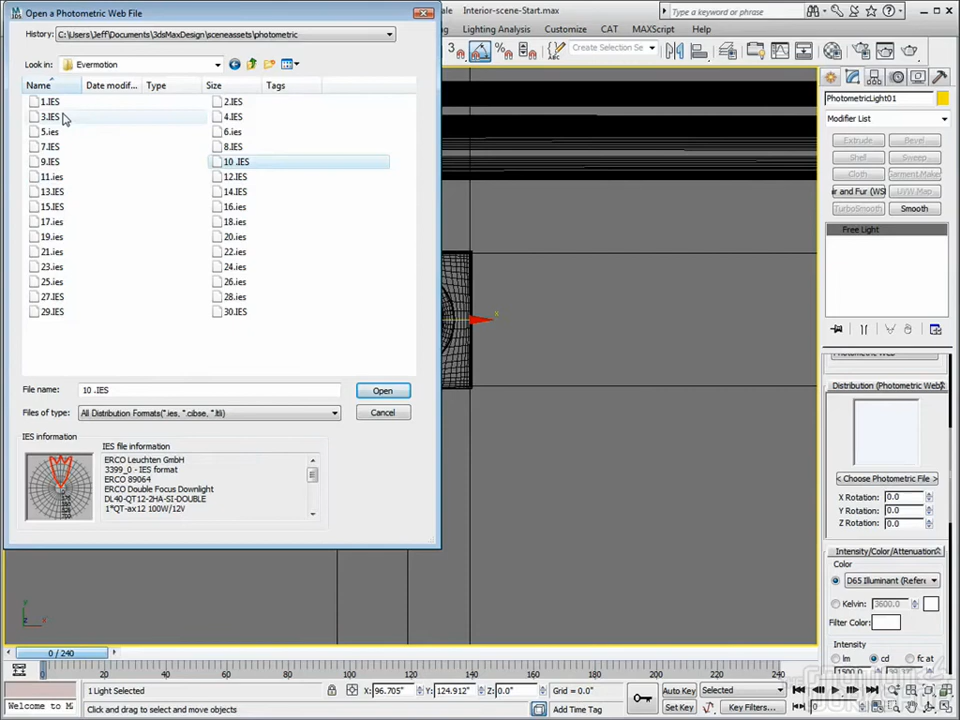 Open a Photometric Web File
ale Interior-scene-Start.max
Type a keyword or phrase
History: C:\Users\Jeff\Documents\3dsMaxDesign\sceneassets\photometric
ng Lighting Analysis Customize CAT MAXScript Help
Look in: Evermotion
Create Selection Se
Name Date modif... Type Size Tags
1.IES 2.IES
3.IES 4.IES
5.ies 6.ies
7.IES 8.IES
9.IES 10 .IES
11.ies 12.IES
13.IES 14.IES
15.IES 16.ies
17.ies 18.ies
19.ies 20.ies
21.ies 22.ies
23.ies 24.ies
25.ies 26.ies
27.IES 28.ies
29.IES 30.IES
File name: 10 .IES Open
Files of type: All Distribution Formats(*.ies, *.cibse, *.ltli) Cancel
IES information
IES file information
ERCO Leuchten GmbH
3399_0 - IES format
ERCO 89064
ERCO Double Focus Downlight
DL40-QT12-2HA-SI-DOUBLE
1*QT-ax12 100W/12V
PhotometricLight01
Modifier List
Extrude Bevel
Shell Sweep
Cloth Garment Maker
ir and Fur (WS UVW Map
TurboSmooth Smooth
Free Light
x
Distribution (Photometric Web)
< Choose Photometric File >
X Rotation: 0.0
Y Rotation: 0.0
Z Rotation: 0.0
Intensity/Color/Attenuation
Color
D65 Illuminant (Refere
Kelvin: 3600.0
Filter Color:
Intensity
lm cd fc at
1500.0
0 / 240
0 20 40 60 80 100 120 140 160 180 200 220 240
1 Light Selected X: 96.705" Y: 124.912" Z: 0.0" Grid = 0.0" Auto Key Selected
Welcome to M Click and drag to select and move objects Add Time Tag Set Key Key Filters...